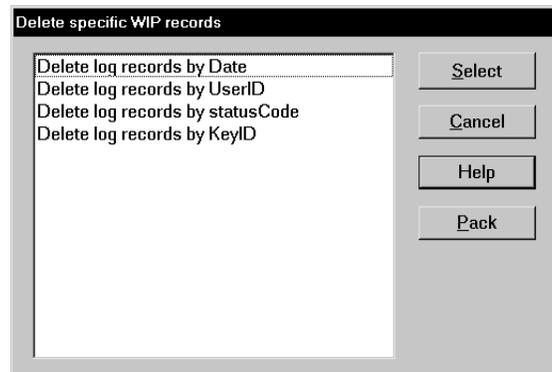 Delete specific WIP records
Delete log records by Date
Delete log records by UserID
Delete log records by statusCode
Delete log records by KeyID
Select
Cancel
Help
Pack